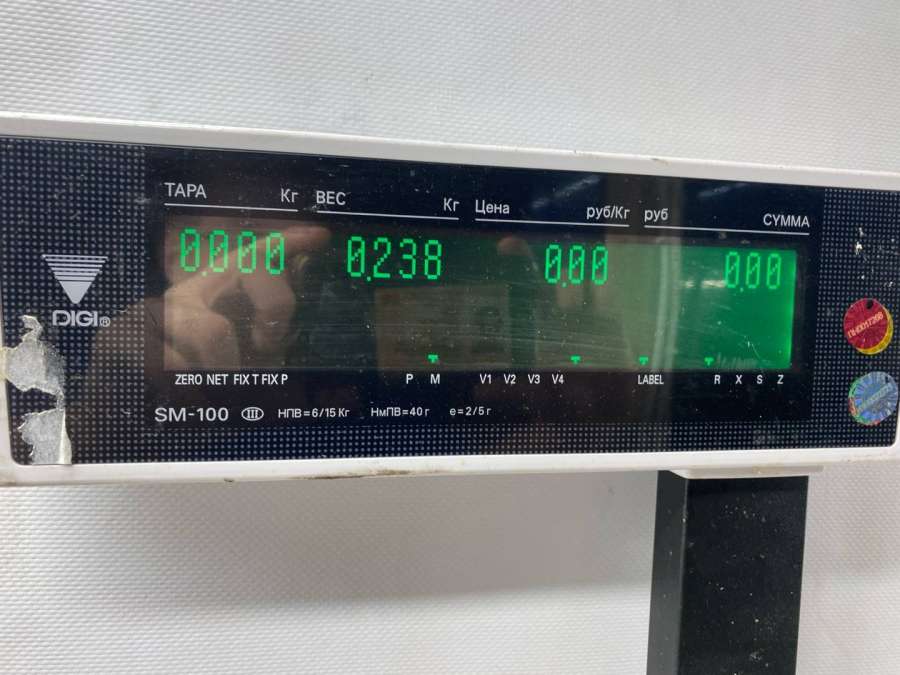 ТАРА Кг ВЕС Кг Цена руб/Кг руб СУММА
0.000 0.238 0.00 0.00
DIGI®
ZERO NET FIX T FIX P P M V1 V2 V3 V4 LABEL R X S Z
SM-100 III НПВ=6/15 Кг НмПВ=40 г e=2/5 г